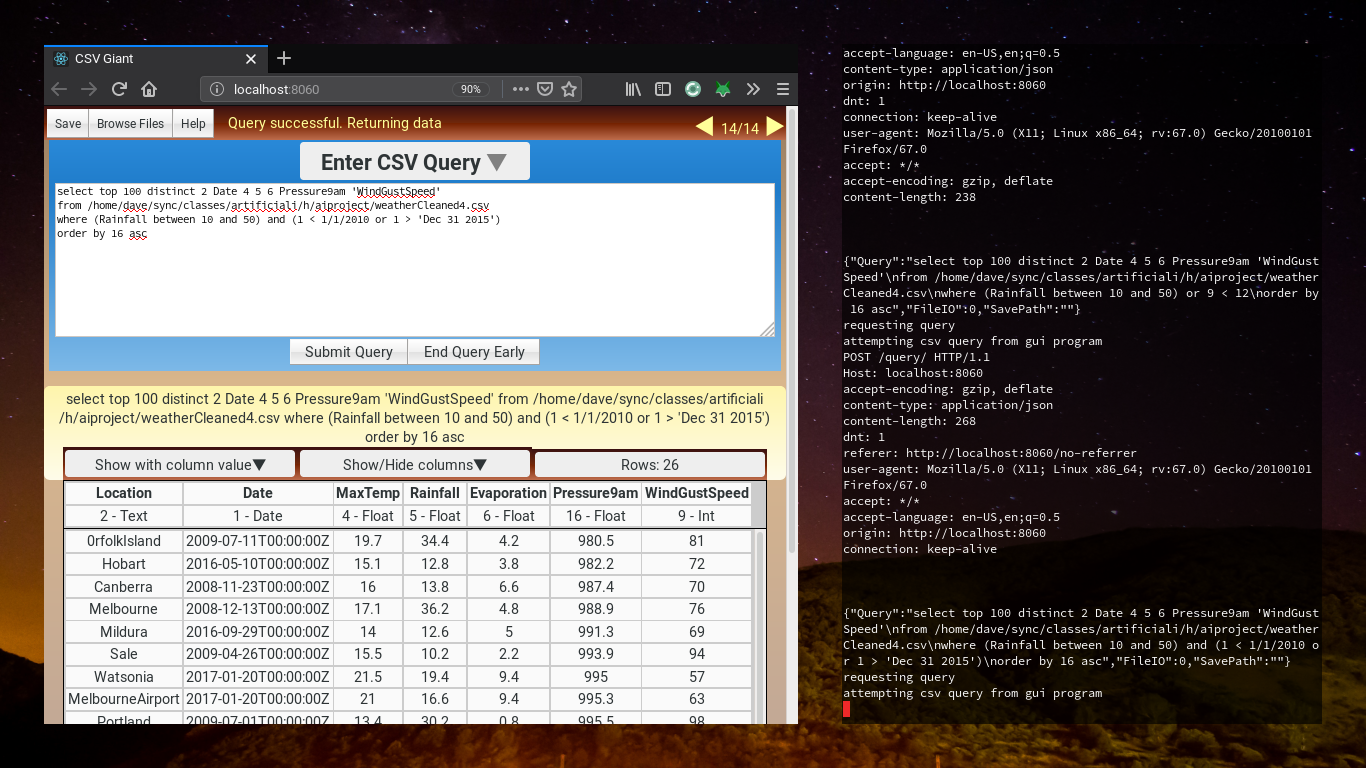 CSV Giant
localhost:8060
90%
Save
Browse Files
Help
Query successful. Returning data
14/14
Enter CSV Query ▼
select top 100 distinct 2 Date 4 5 6 Pressure9am 'WindGustSpeed'
from /home/dave/sync/classes/artificiali/h/aiproject/weatherCleaned4.csv
where (Rainfall between 10 and 50) and (1 < 1/1/2010 or 1 > 'Dec 31 2015')
order by 16 asc
Submit Query
End Query Early
select top 100 distinct 2 Date 4 5 6 Pressure9am 'WindGustSpeed' from /home/dave/sync/classes/artificiali
/h/aiproject/weatherCleaned4.csv where (Rainfall between 10 and 50) and (1 < 1/1/2010 or 1 > 'Dec 31 2015')
order by 16 asc
Show with column value▼
Show/Hide columns▼
Rows: 26
Location Date MaxTemp Rainfall Evaporation Pressure9am WindGustSpeed
2 - Text 1 - Date 4 - Float 5 - Float 6 - Float 16 - Float 9 - Int
0rfolkIsland 2009-07-11T00:00:00Z 19.7 34.4 4.2 980.5 81
Hobart 2016-05-10T00:00:00Z 15.1 12.8 3.8 982.2 72
Canberra 2008-11-23T00:00:00Z 16 13.8 6.6 987.4 70
Melbourne 2008-12-13T00:00:00Z 17.1 36.2 4.8 988.9 76
Mildura 2016-09-29T00:00:00Z 14 12.6 5 991.3 69
Sale 2009-04-26T00:00:00Z 15.5 10.2 2.2 993.9 94
Watsonia 2017-01-20T00:00:00Z 21.5 19.4 9.4 995 57
MelbourneAirport 2017-01-20T00:00:00Z 21 16.6 9.4 995.3 63
Portland 2009-07-01T00:00:00Z 13.4 30.2 0.8 995.5 98
accept-language: en-US,en;q=0.5
content-type: application/json
origin: http://localhost:8060
dnt: 1
connection: keep-alive
user-agent: Mozilla/5.0 (X11; Linux x86_64; rv:67.0) Gecko/20100101
Firefox/67.0
accept: */*
accept-encoding: gzip, deflate
content-length: 238
{"Query":"select top 100 distinct 2 Date 4 5 6 Pressure9am 'WindGust
Speed'\nfrom /home/dave/sync/classes/artificiali/h/aiproject/weather
Cleaned4.csv\nwhere (Rainfall between 10 and 50) or 9 < 12\norder by
16 asc","FileIO":0,"SavePath":""}
requesting query
attempting csv query from gui program
POST /query/ HTTP/1.1
Host: localhost:8060
accept-encoding: gzip, deflate
content-type: application/json
content-length: 268
dnt: 1
referer: http://localhost:8060/no-referrer
user-agent: Mozilla/5.0 (X11; Linux x86_64; rv:67.0) Gecko/20100101
Firefox/67.0
accept: */*
accept-language: en-US,en;q=0.5
origin: http://localhost:8060
connection: keep-alive
{"Query":"select top 100 distinct 2 Date 4 5 6 Pressure9am 'WindGust
Speed'\nfrom /home/dave/sync/classes/artificiali/h/aiproject/weather
Cleaned4.csv\nwhere (Rainfall between 10 and 50) and (1 < 1/1/2010 o
r 1 > 'Dec 31 2015')\norder by 16 asc","FileIO":0,"SavePath":""}
requesting query
attempting csv query from gui program